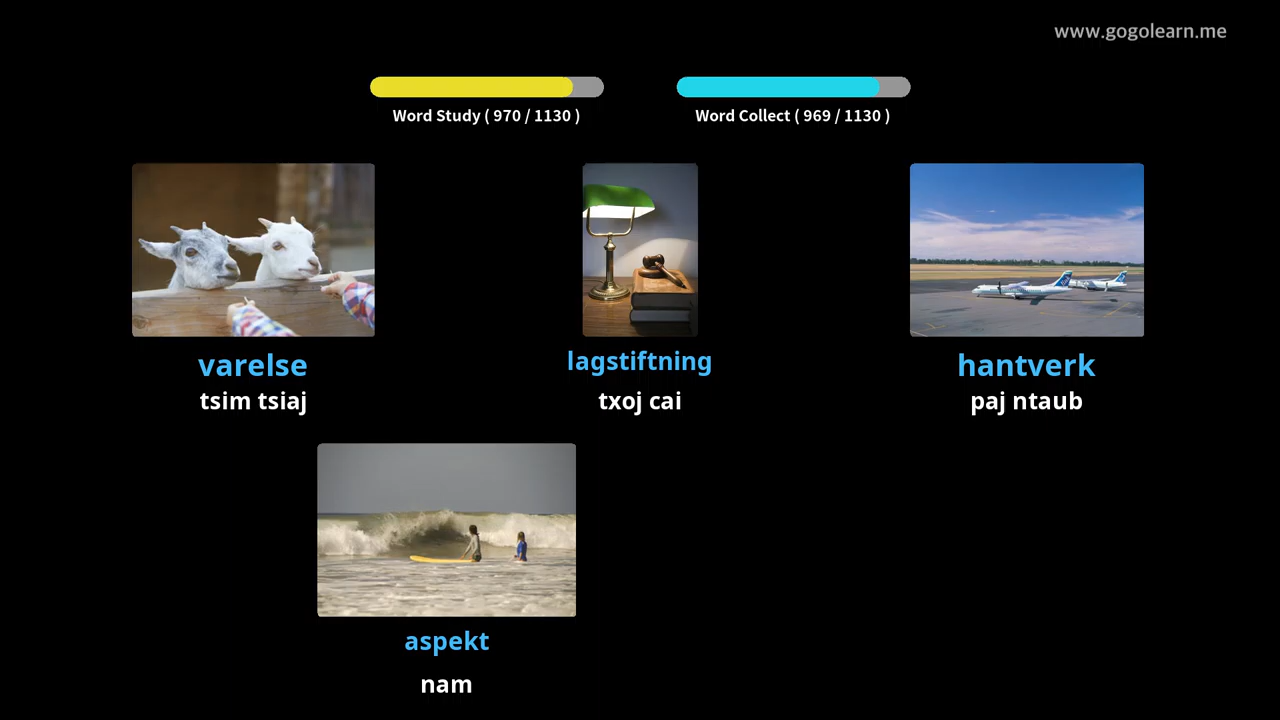 www.gogolearn.me
Word Study ( 970 / 1130 )
Word Collect ( 969 / 1130 )
varelse
tsim tsiaj
lagstiftning
txoj cai
hantverk
paj ntaub
aspekt
nam